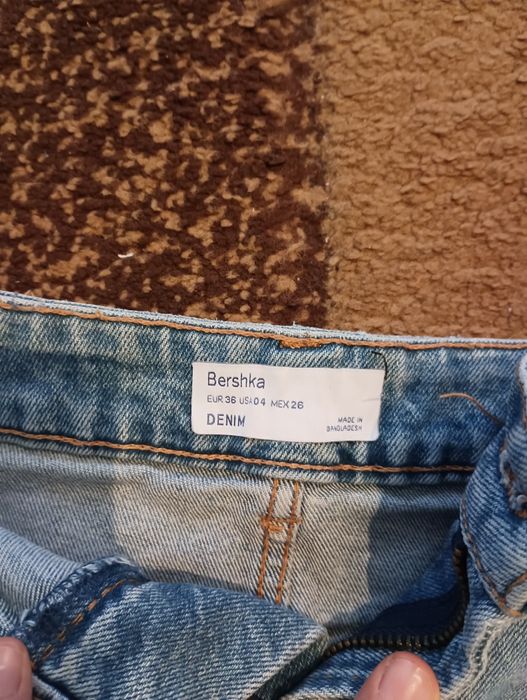 Bershka
EUR 36 USA 04 MEX 26
DENIM
MADE IN
BANGLADESH